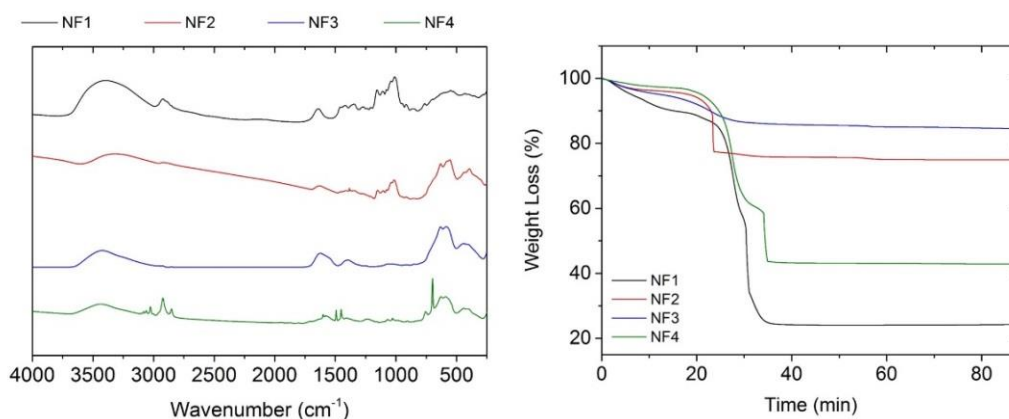 NF1 NF2 NF3 NF4
4000 3500 3000 2500 2000 1500 1000 500
Wavenumber (cm⁻¹)
Weight Loss (%)
100
80
60
40
20
NF1
NF2
NF3
NF4
0 20 40 60 80
Time (min)